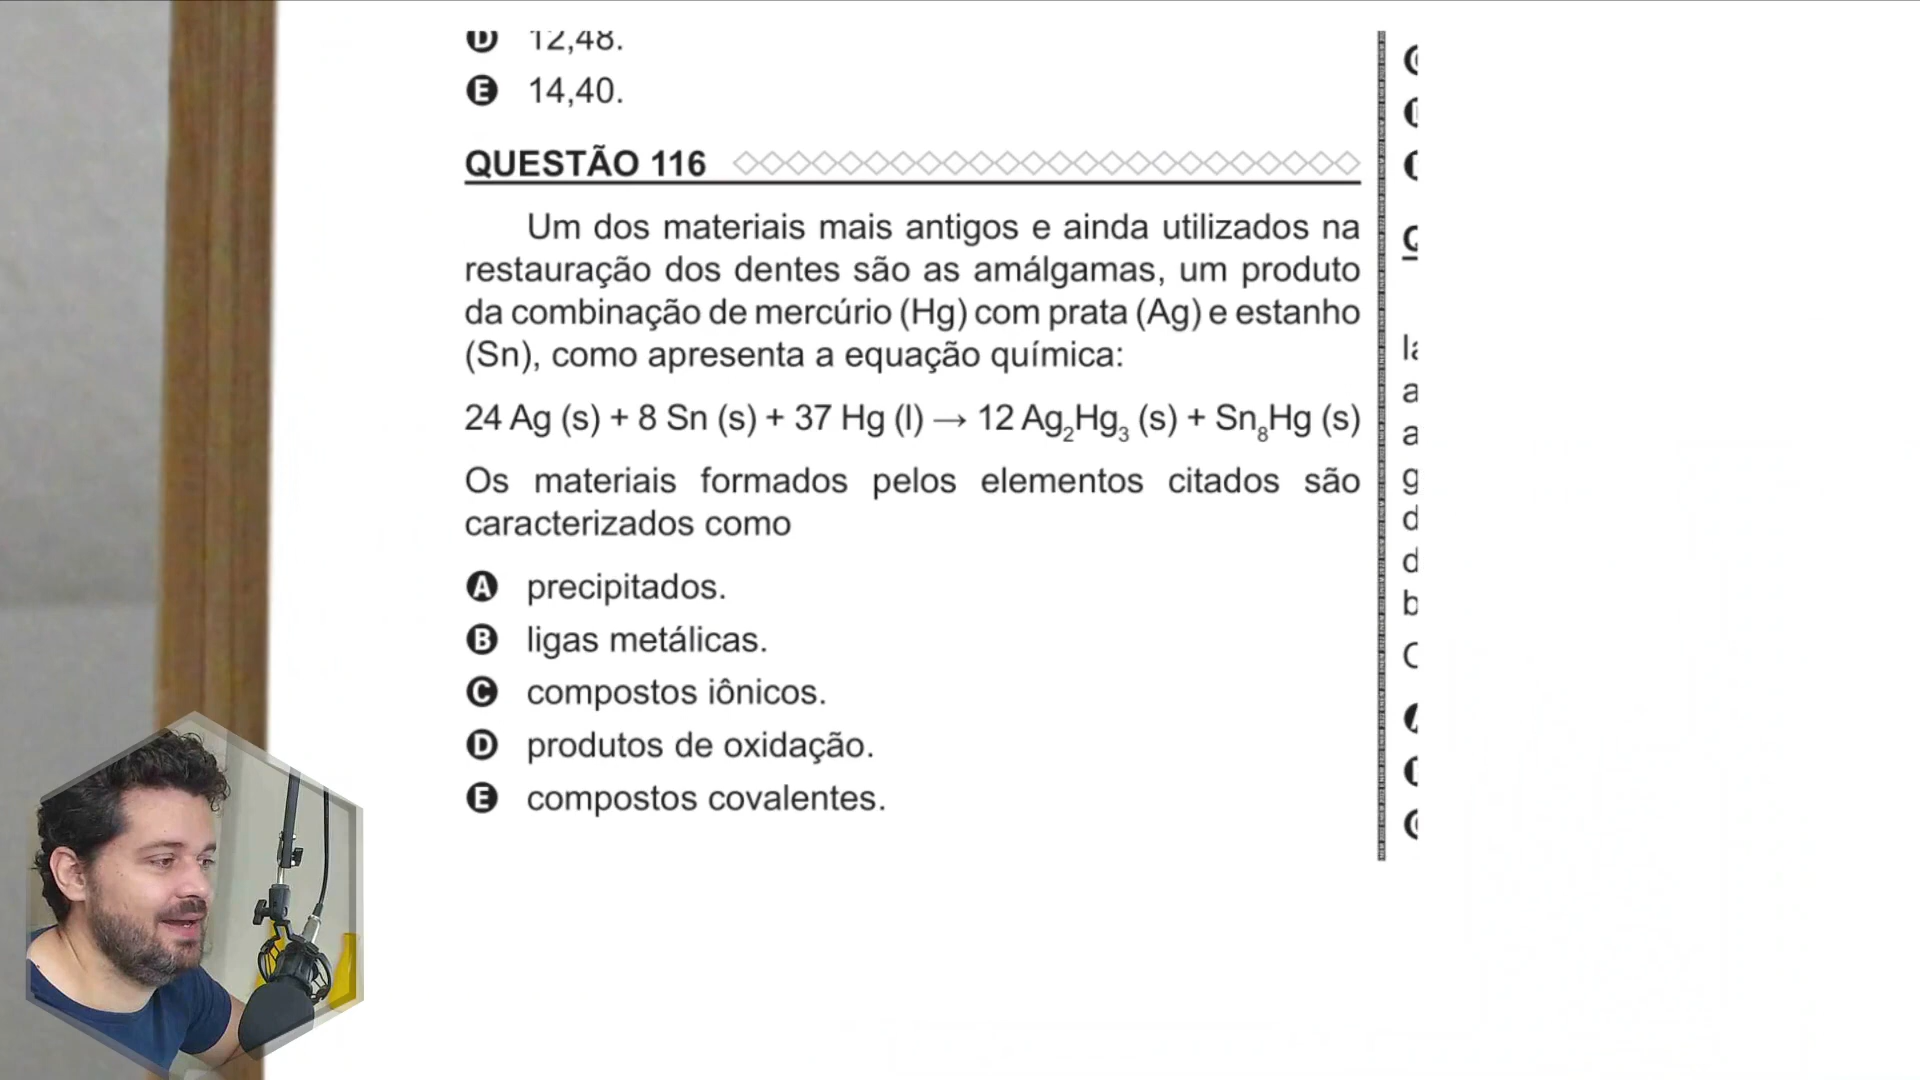 D 12,48.
E 14,40.
QUESTÃO 116
Um dos materiais mais antigos e ainda utilizados na
restauração dos dentes são as amálgamas, um produto
da combinação de mercúrio (Hg) com prata (Ag) e estanho
(Sn), como apresenta a equação química:
24 Ag (s) + 8 Sn (s) + 37 Hg (l) → 12 Ag₂Hg₃ (s) + Sn₈Hg (s)
Os materiais formados pelos elementos citados são
caracterizados como
A precipitados.
B ligas metálicas.
C compostos iônicos.
D produtos de oxidação.
E compostos covalentes.